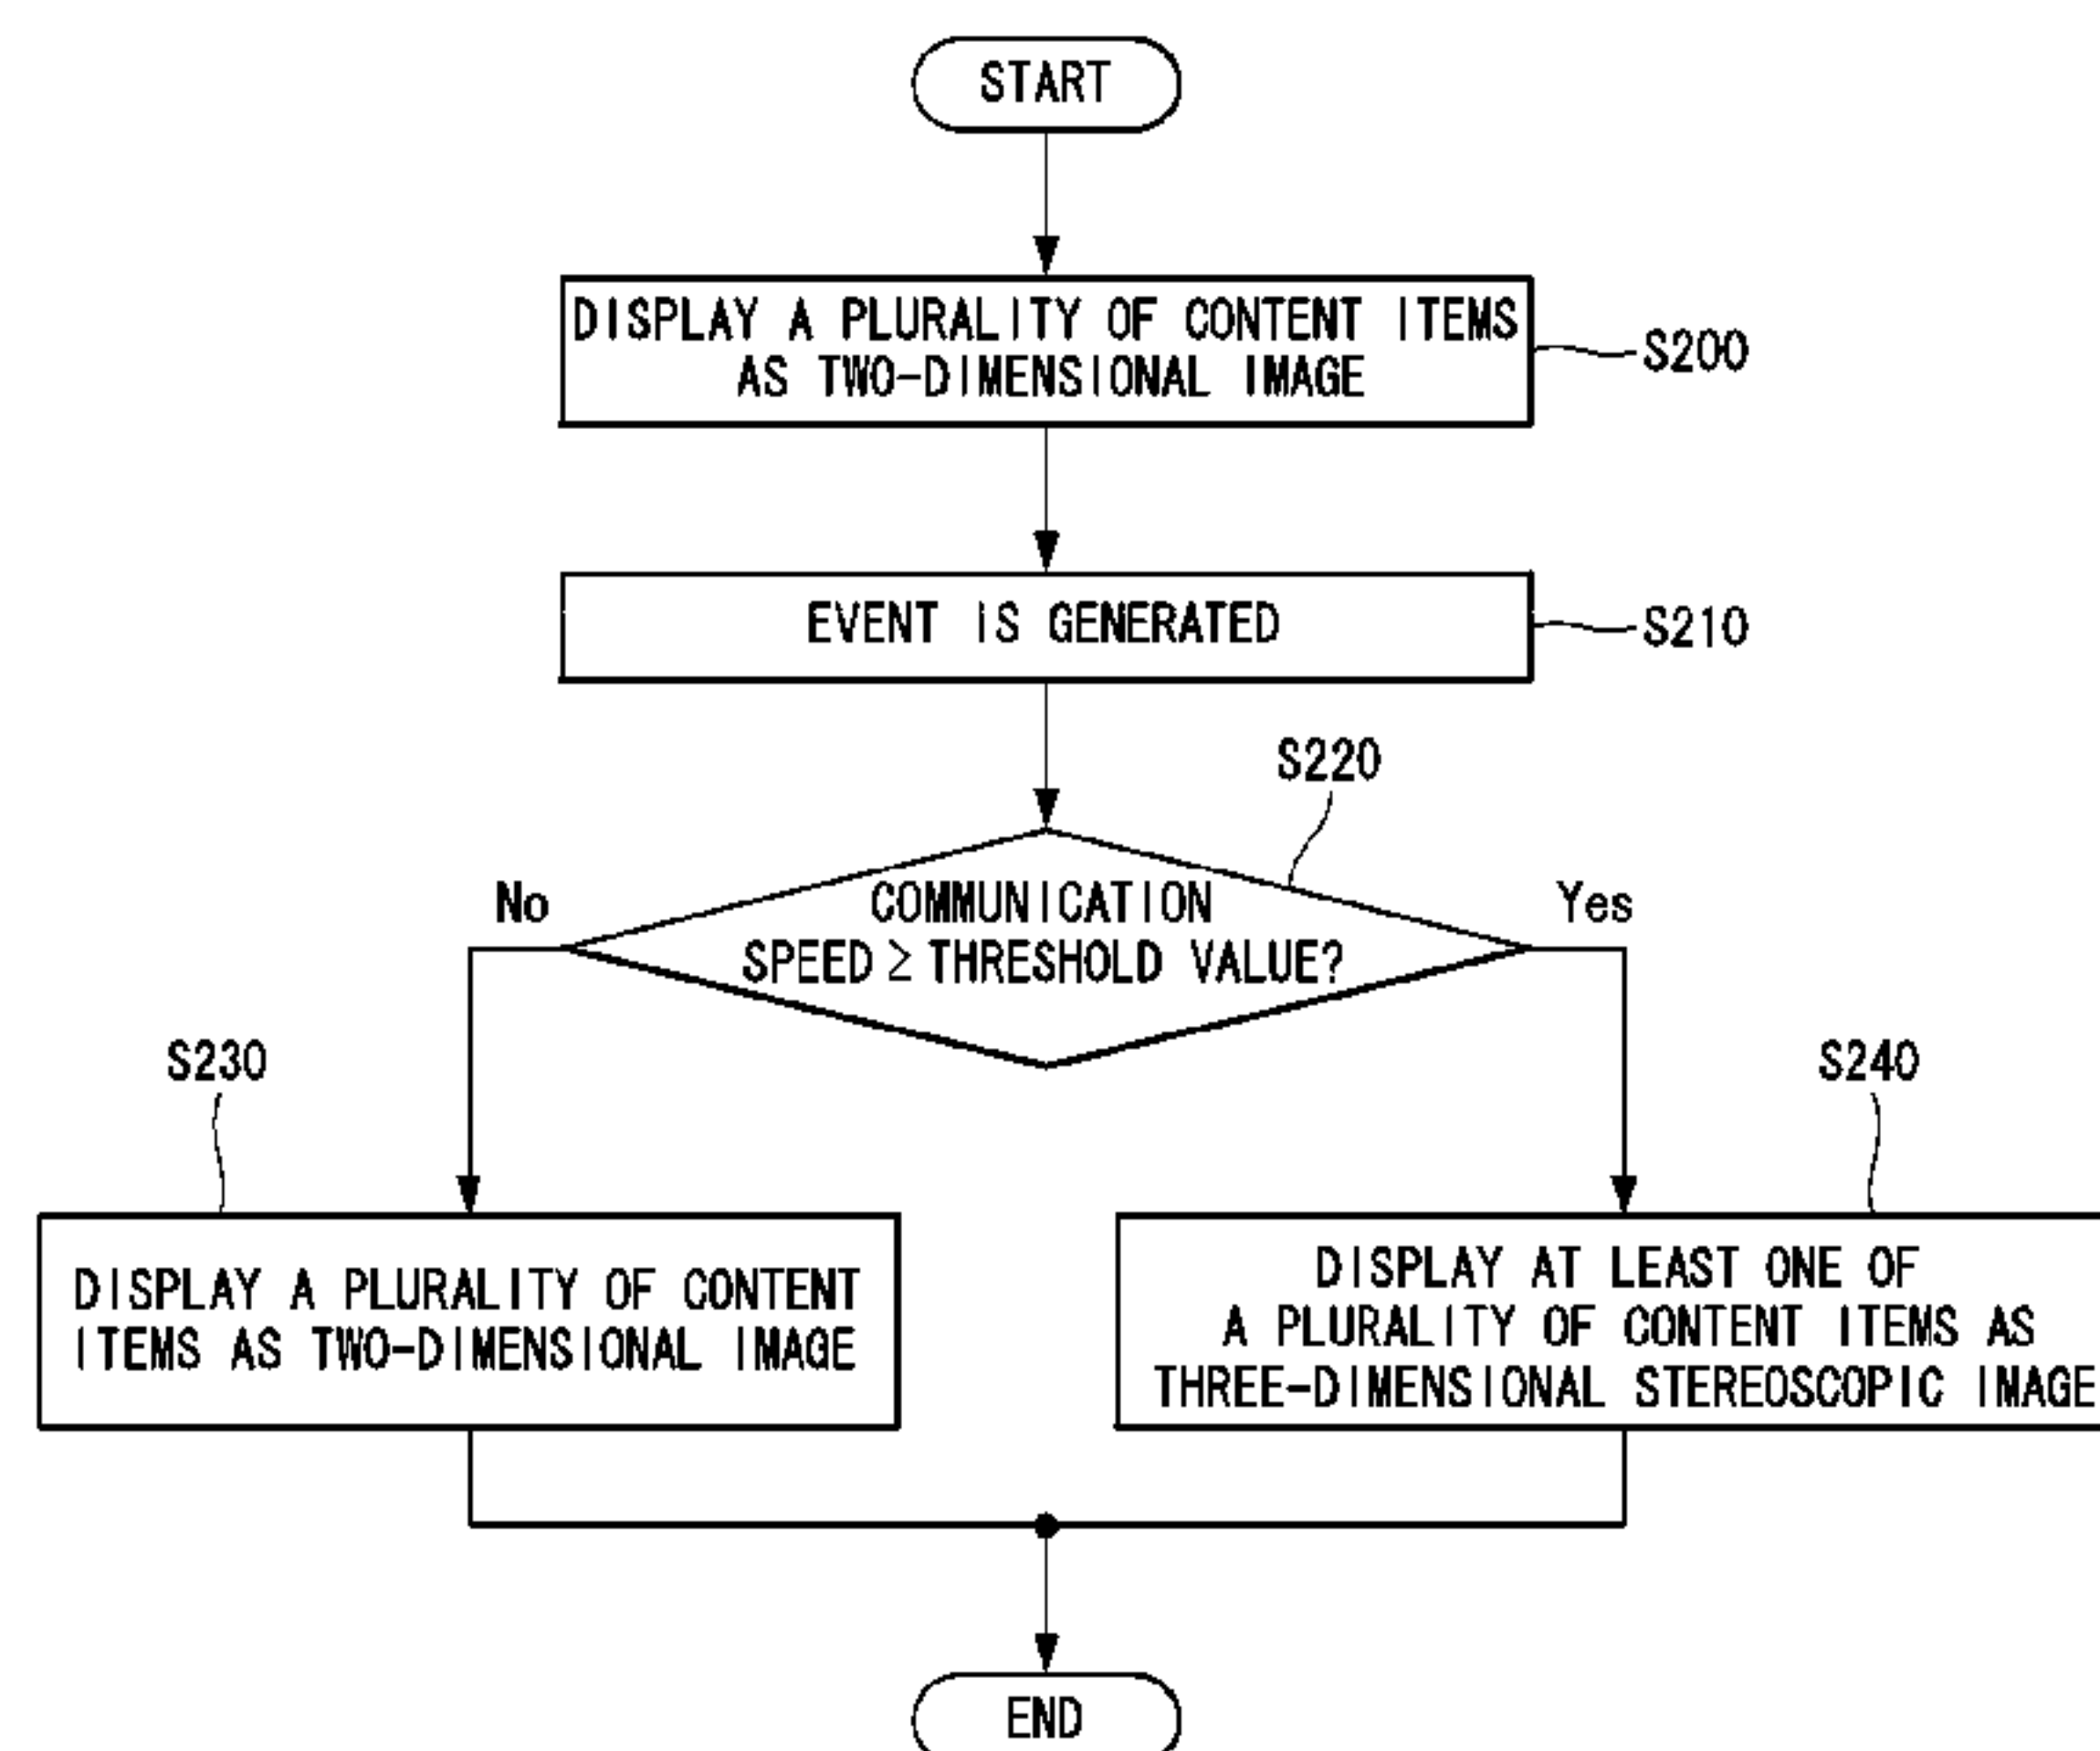 START
DISPLAY A PLURALITY OF CONTENT ITEMS
AS TWO-DIMENSIONAL IMAGE
S200
EVENT IS GENERATED
S210
S220
COMMUNICATION
SPEED ≥ THRESHOLD VALUE?
No
Yes
S230
DISPLAY A PLURALITY OF CONTENT
ITEMS AS TWO-DIMENSIONAL IMAGE
S240
DISPLAY AT LEAST ONE OF
A PLURALITY OF CONTENT ITEMS AS
THREE-DIMENSIONAL STEREOSCOPIC IMAGE
END